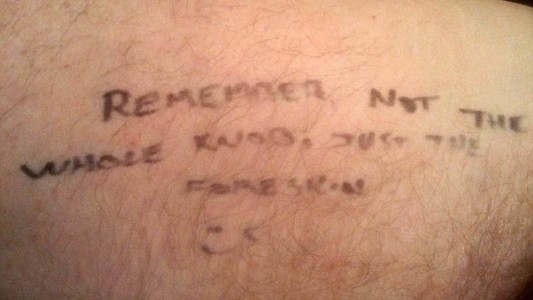 REMEMBER, NOT THE
WHOLE KNOB; JUST THE
FORESKIN